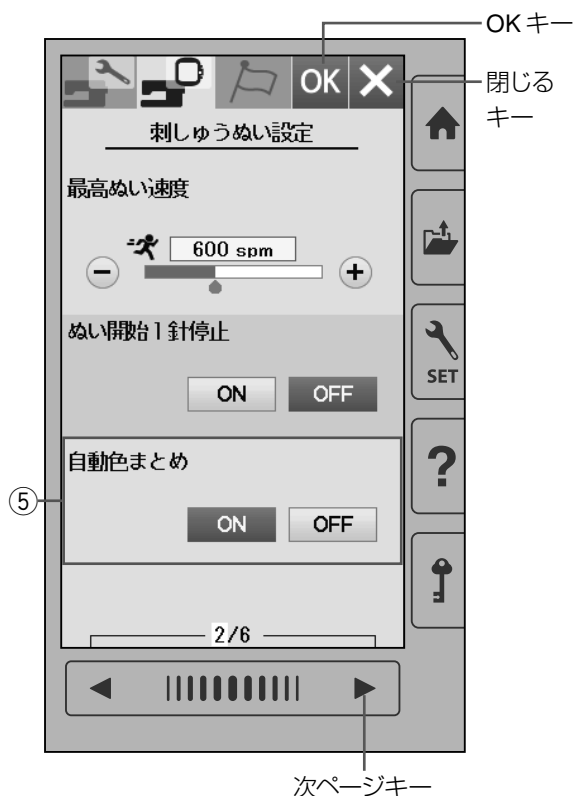 OK キー
OK
閉じる
キー
刺しゅうぬい設定
最高ぬい速度
600 spm
ぬい開始1針停止
ON OFF
SET
自動色まとめ
?
⑤
ON OFF
2/6
次ページキー